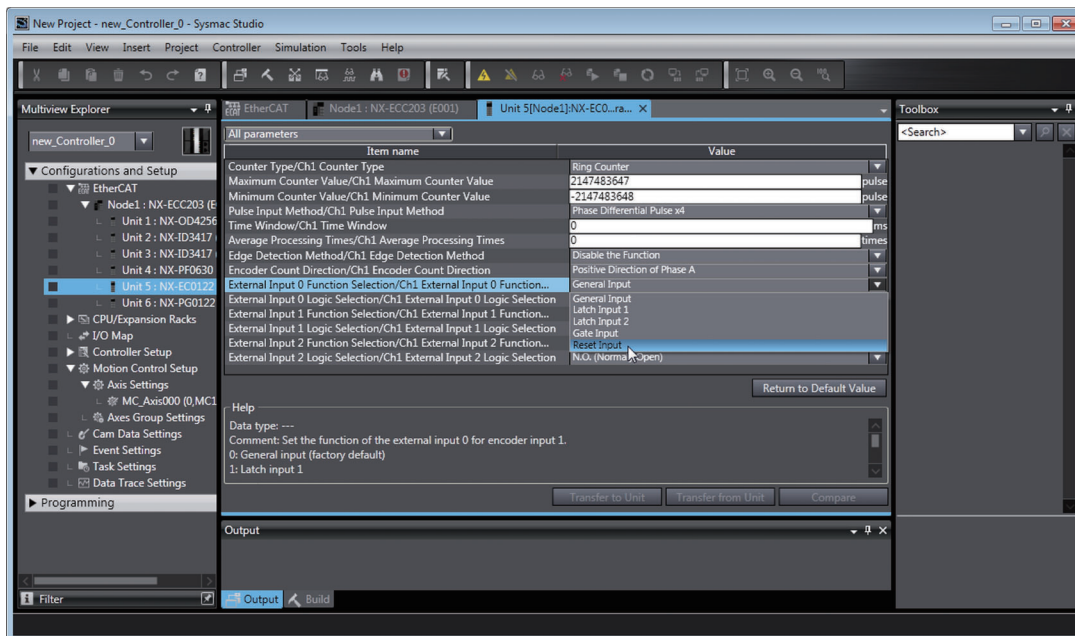 New Project - new_Controller_0 - Sysmac Studio
File Edit View Insert Project Controller Simulation Tools Help
Multiview Explorer
new_Controller_0
Configurations and Setup
EtherCAT
Node1 : NX-ECC203 (E
Unit 1 : NX-OD4256
Unit 2 : NX-ID3417
Unit 3 : NX-ID3417
Unit 4 : NX-PF0630
Unit 5 : NX-EC0122
Unit 6 : NX-PG0122
CPU/Expansion Racks
I/O Map
Controller Setup
Motion Control Setup
Axis Settings
MC_Axis000 (0,MC1
Axes Group Settings
Cam Data Settings
Event Settings
Task Settings
Data Trace Settings
Programming
Filter
EtherCAT Node1 : NX-ECC203 (E001) Unit 5[Node1]:NX-EC0...ra...
All parameters
Item name Value
Counter Type/Ch1 Counter Type Ring Counter
Maximum Counter Value/Ch1 Maximum Counter Value 2147483647 pulse
Minimum Counter Value/Ch1 Minimum Counter Value -2147483648 pulse
Pulse Input Method/Ch1 Pulse Input Method Phase Differential Pulse x4
Time Window/Ch1 Time Window 0 ms
Average Processing Times/Ch1 Average Processing Times 0 times
Edge Detection Method/Ch1 Edge Detection Method Disable the Function
Encoder Count Direction/Ch1 Encoder Count Direction Positive Direction of Phase A
External Input 0 Function Selection/Ch1 External Input 0 Function... General Input
External Input 0 Logic Selection/Ch1 External Input 0 Logic Selection
External Input 1 Function Selection/Ch1 External Input 1 Function...
External Input 1 Logic Selection/Ch1 External Input 1 Logic Selection
External Input 2 Function Selection/Ch1 External Input 2 Function...
External Input 2 Logic Selection/Ch1 External Input 2 Logic Selection N.O. (Normally Open)
General Input
Latch Input 1
Latch Input 2
Gate Input
Reset Input
Return to Default Value
Help
Data type: ---
Comment: Set the function of the external input 0 for encoder input 1.
0: General input (factory default)
1: Latch input 1
Transfer to Unit Transfer from Unit Compare
Output
Output Build
Toolbox
<Search>